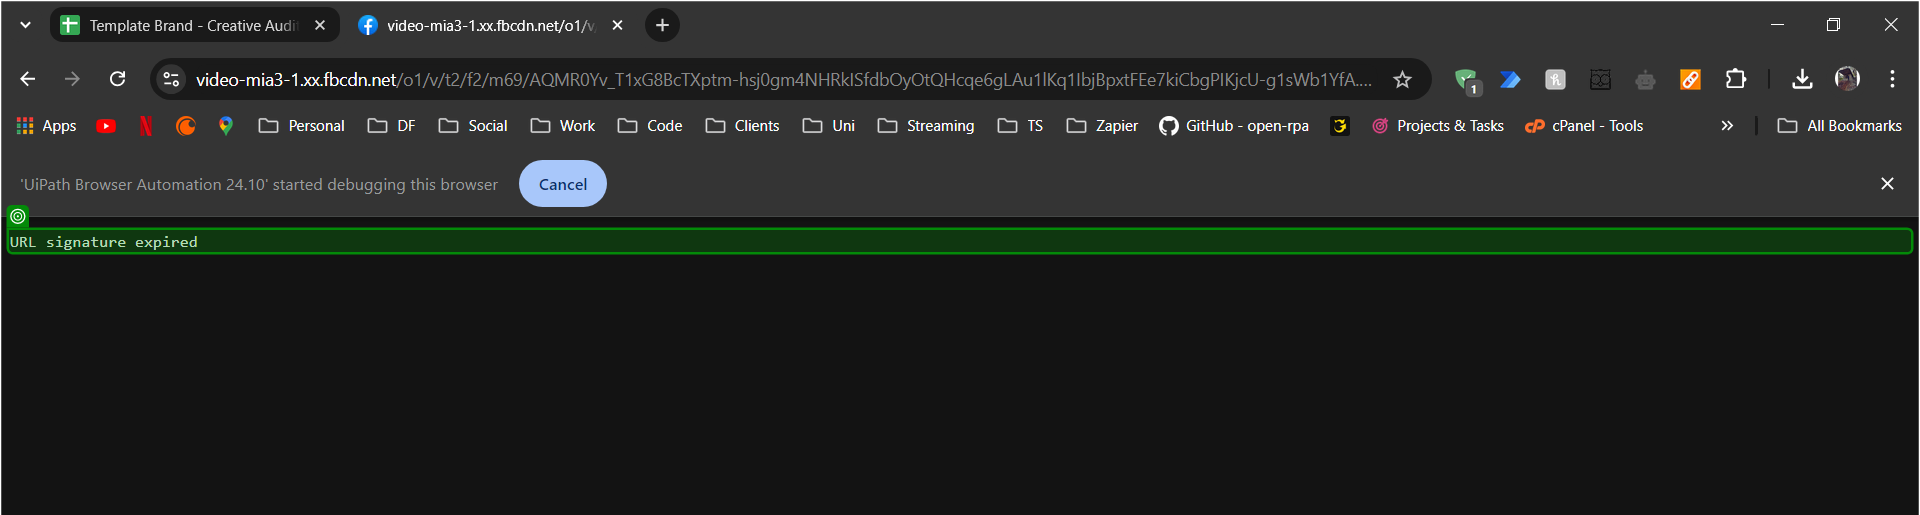 Template Brand - Creative Audi
video-mia3-1.xx.fbcdn.net/o1/v
video-mia3-1.xx.fbcdn.net/o1/v/t2/f2/m69/AQMR0Yv_T1xG8BcTXptm-hsj0gm4NHRkISfdbOyOtQHcqe6gLAu1lKq1IbjBpxtFEe7kiCbgPIKjcU-g1sWb1YfA....
1
Apps
Personal
DF
Social
Work
Code
Clients
Uni
Streaming
TS
Zapier
GitHub - open-rpa
Projects & Tasks
cP
cPanel - Tools
All Bookmarks
'UiPath Browser Automation 24.10' started debugging this browser
Cancel
URL signature expired